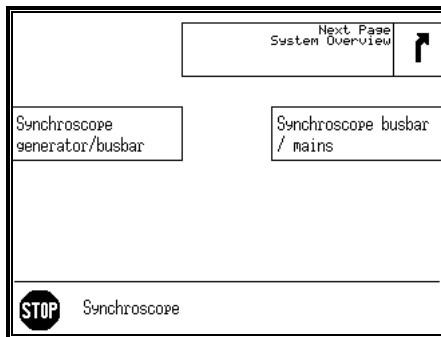 Next Page
System Overview
Synchroscope
generator/busbar
Synchroscope busbar
/ mains
STOP
Synchroscope